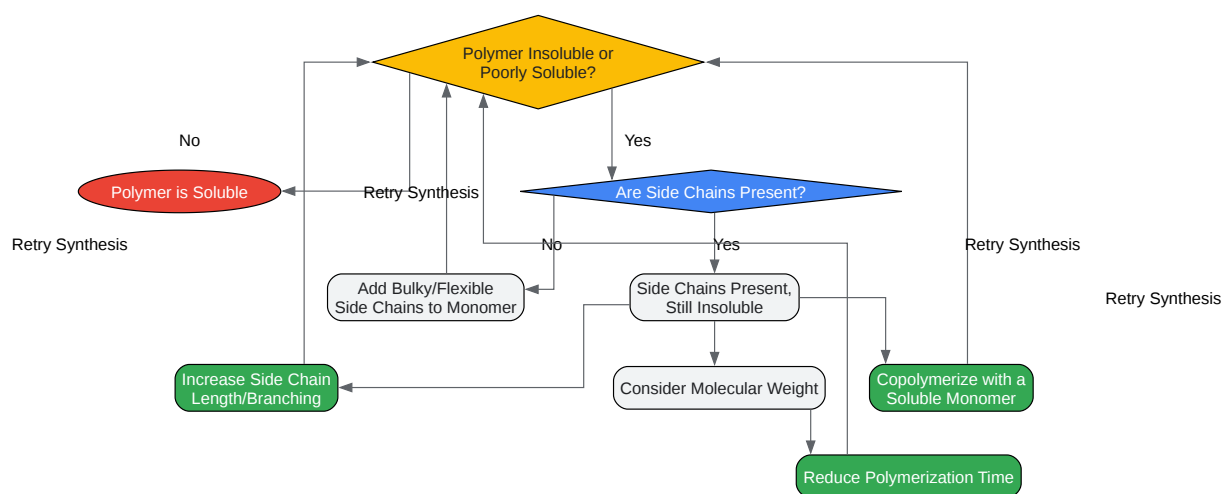 Polymer Insoluble or
Poorly Soluble?
No
Yes
Polymer is Soluble
Retry Synthesis
Are Side Chains Present?
Retry Synthesis
No
Yes
Retry Synthesis
Add Bulky/Flexible
Side Chains to Monomer
Side Chains Present,
Still Insoluble
Retry Synthesis
Increase Side Chain
Length/Branching
Consider Molecular Weight
Copolymerize with a
Soluble Monomer
Reduce Polymerization Time